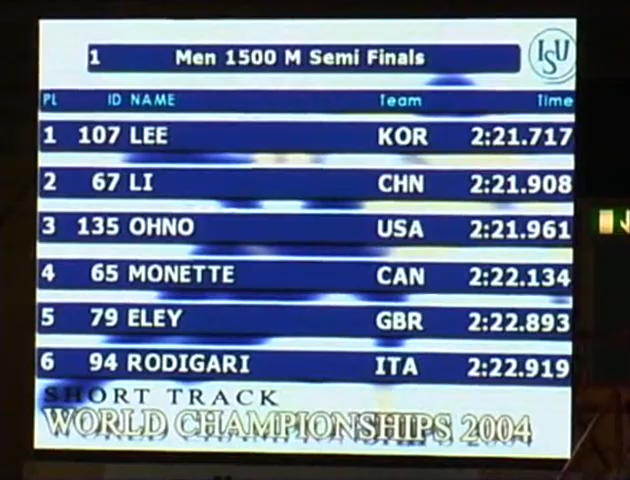 1 Men 1500 M Semi Finals
ISU
PL ID NAME Team Time
1 107 LEE KOR 2:21.717
2 67 LI CHN 2:21.908
3 135 OHNO USA 2:21.961
4 65 MONETTE CAN 2:22.134
5 79 ELEY GBR 2:22.893
6 94 RODIGARI ITA 2:22.919
SHORT TRACK
WORLD CHAMPIONSHIPS 2004